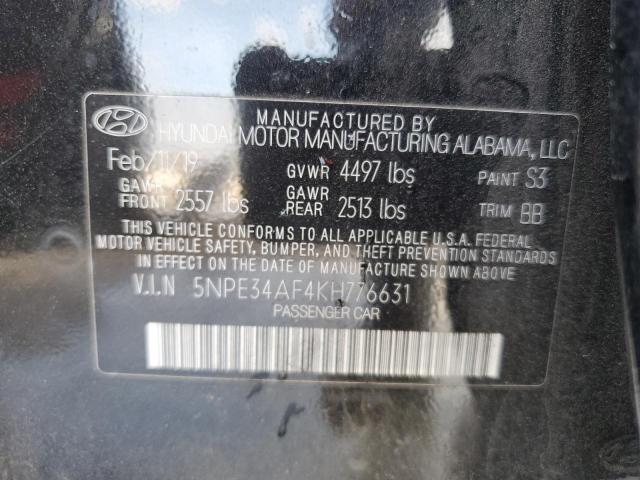 MANUFACTURED BY
HYUNDAI MOTOR MANUFACTURING ALABAMA, LLC
Feb/11/19 GVWR 4497 lbs PAINT S3
GAWR FRONT 2557 lbs GAWR REAR 2513 lbs TRIM BB
THIS VEHICLE CONFORMS TO ALL APPLICABLE U.S.A. FEDERAL
MOTOR VEHICLE SAFETY, BUMPER, AND THEFT PREVENTION STANDARDS
IN EFFECT ON THE DATE OF MANUFACTURE SHOWN ABOVE.
V.I.N 5NPE34AF4KH776631
PASSENGER CAR